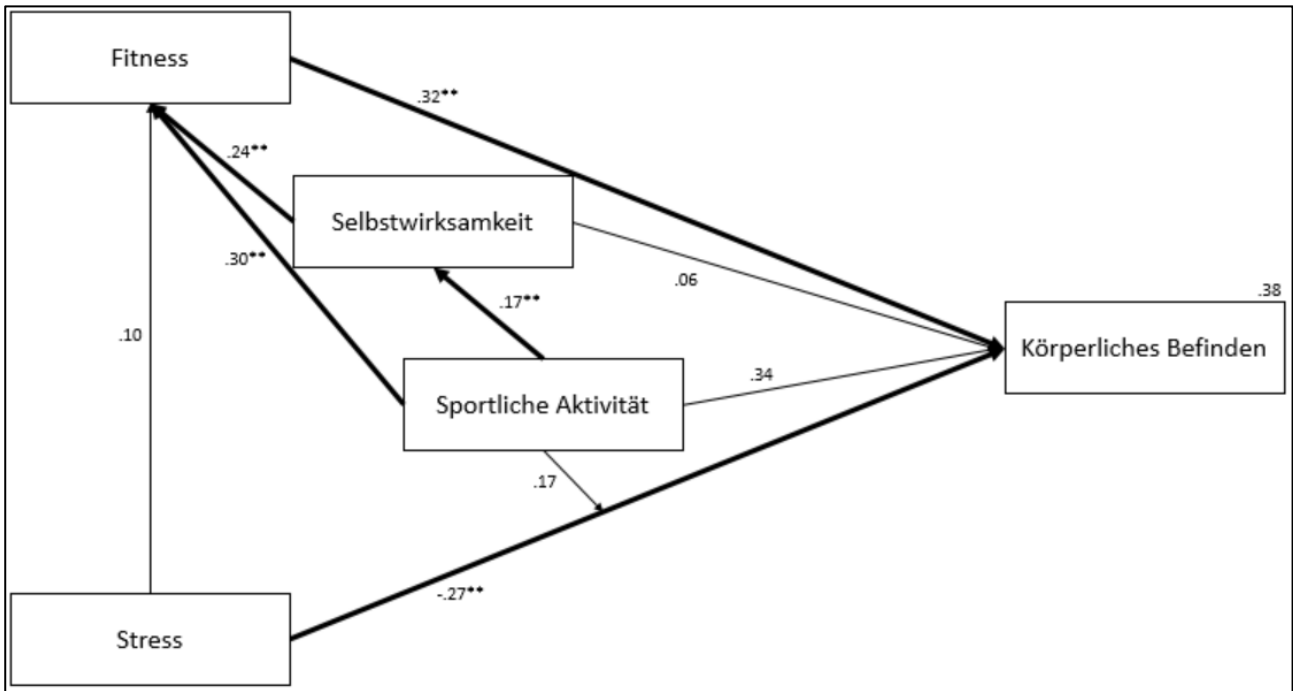 Fitness
.32**
.24**
Selbstwirksamkeit
.30**
.06
.17**
.38
.10
Körperliches Befinden
.34
Sportliche Aktivität
.17
-.27**
Stress